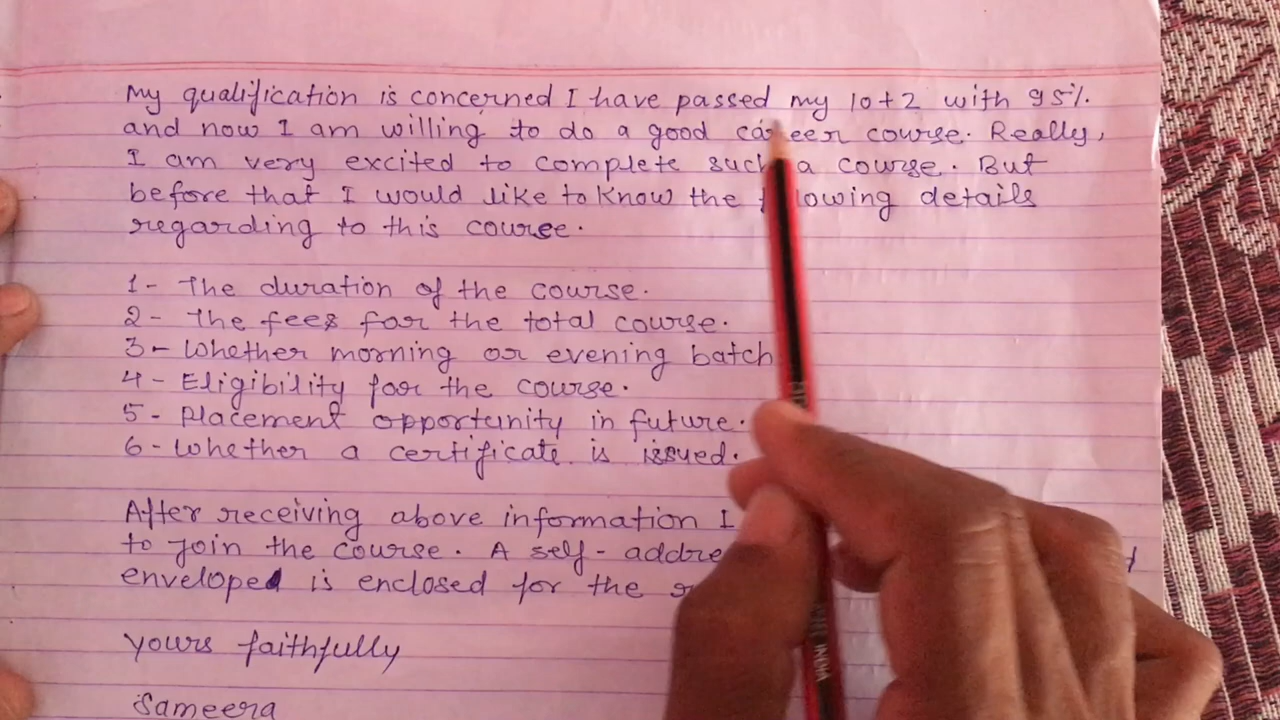 My qualification is concerned I have passed my 10+2 with 95%.
and now I am willing to do a good career course. Really,
I am very excited to complete such a course. But
before that I would like to know the following details
regarding to this course.
1- The duration of the course.
2- The fees for the total course.
3- Whether morning or evening batch
4- Eligibility for the course.
5- Placement opportunity in future.
6- Whether a certificate is issued.
After receiving above information I
to join the course. A self-
envelope is enclosed for the
Yours faithfully
Sameera
INDIA